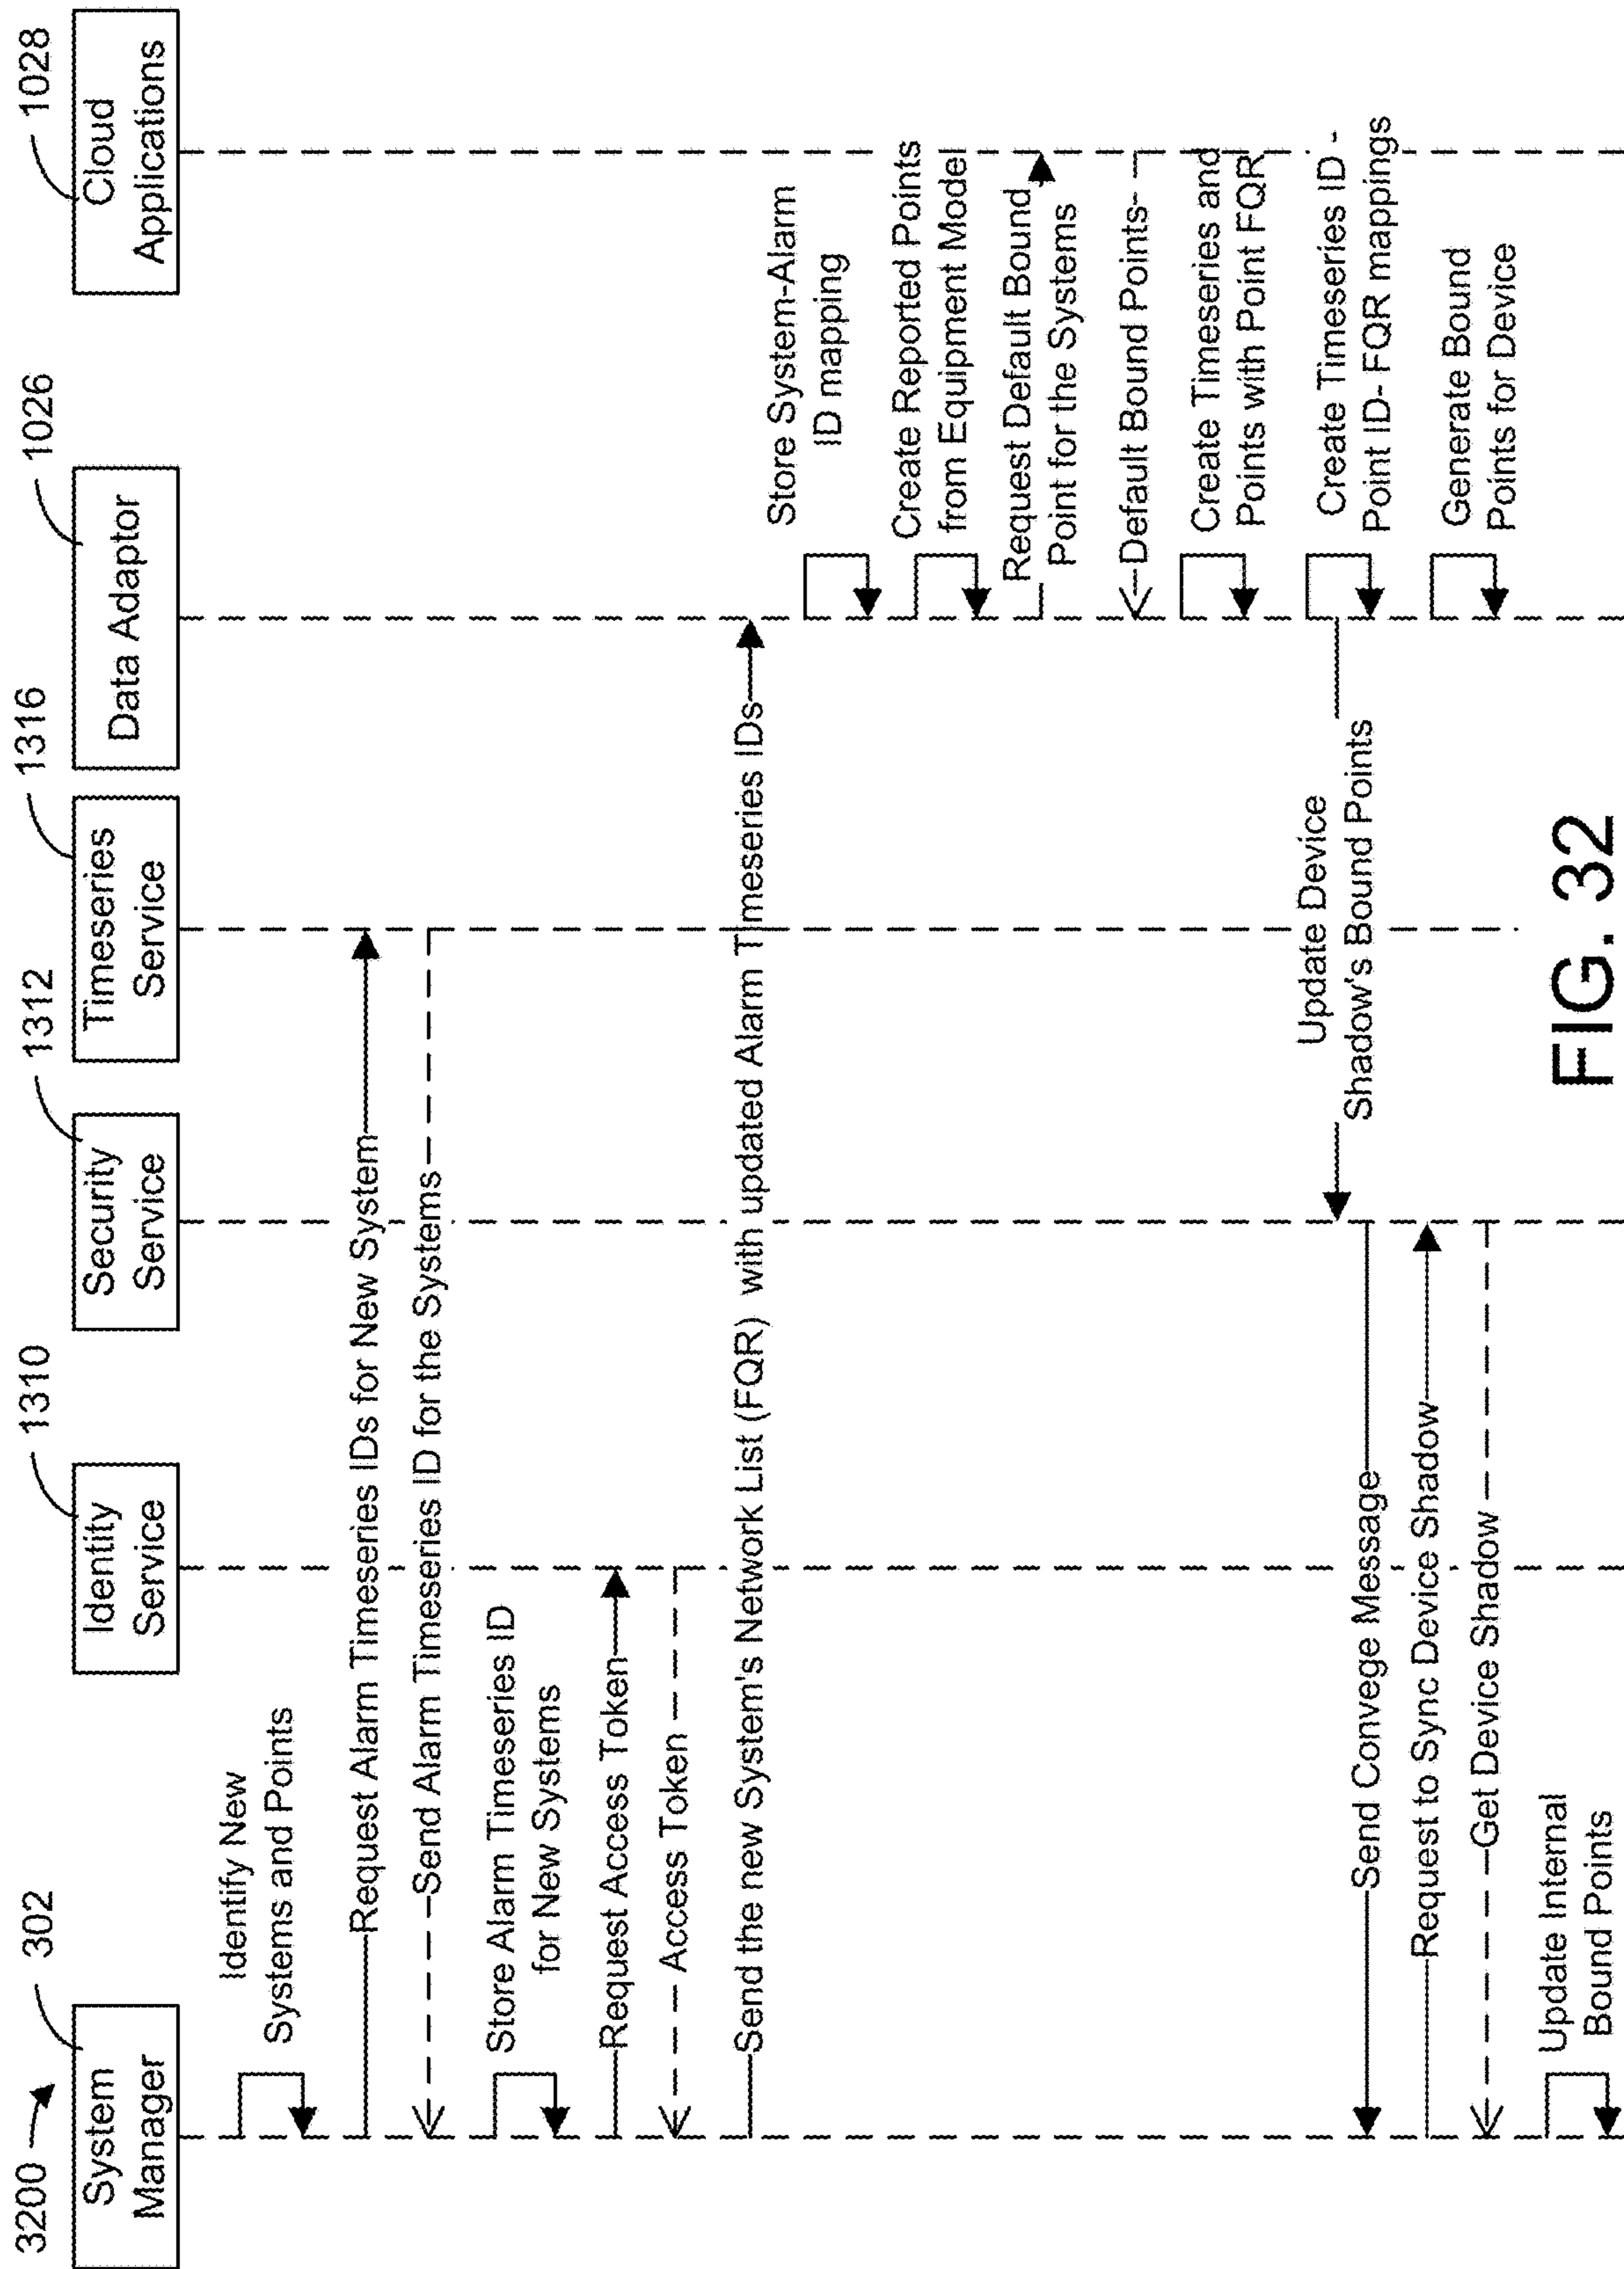 3200
302
System
Manager
1310
Identity
Service
1312
Security
Service
1316
Timeseries
Service
1026
Data Adaptor
1028
Cloud
Applications
Identify New
Systems and Points
Request Alarm Timeseries IDs for New System
Send Alarm Timeseries ID for the Systems
Store Alarm Timeseries ID
for New Systems
Request Access Token
Access Token
Send the new System's Network List (FQR) with updated Alarm Timeseries IDs
Store System-Alarm
ID mapping
Create Reported Points
from Equipment Model
Request Default Bound
Point for the Systems
Default Bound Points
Create Timeseries and
Points with Point FQR
Create Timeseries ID -
Point ID- FQR mappings
Update Device
Shadow's Bound Points
Generate Bound
Points for Device
Send Convege Message
Request to Sync Device Shadow
Get Device Shadow
Update Internal
Bound Points
FIG. 32